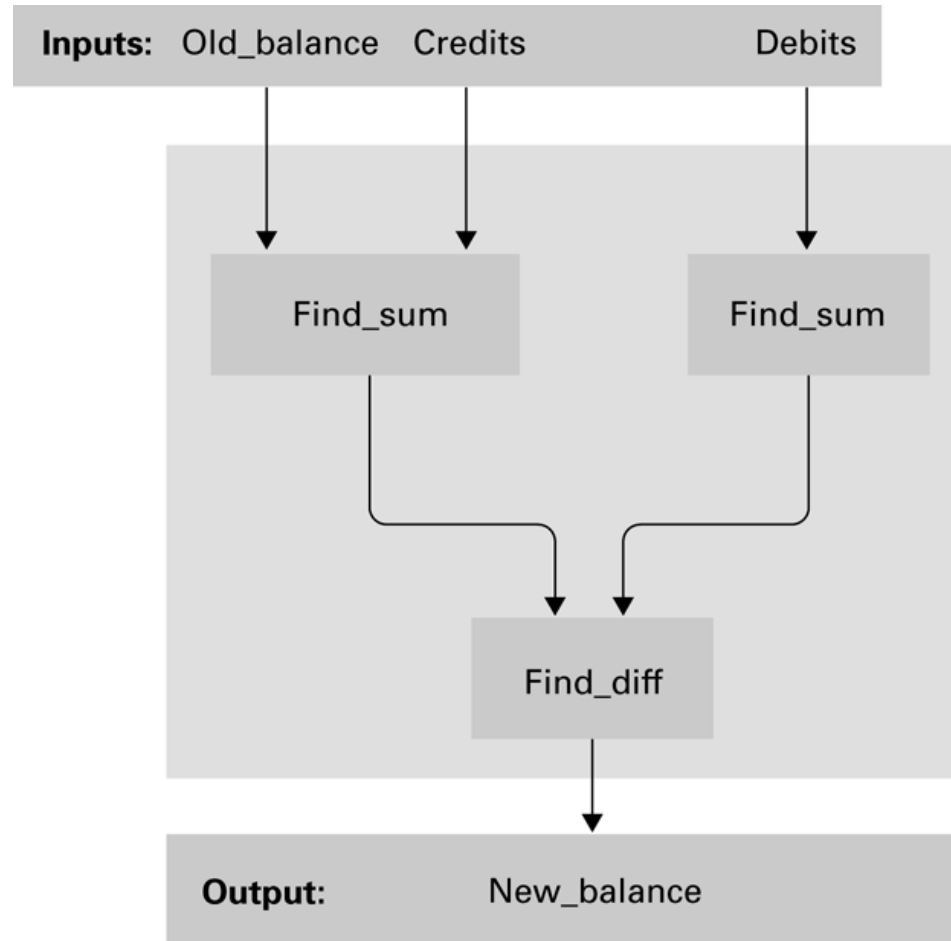 Inputs: Old_balance Credits Debits
Find_sum Find_sum
Find_diff
Output: New_balance